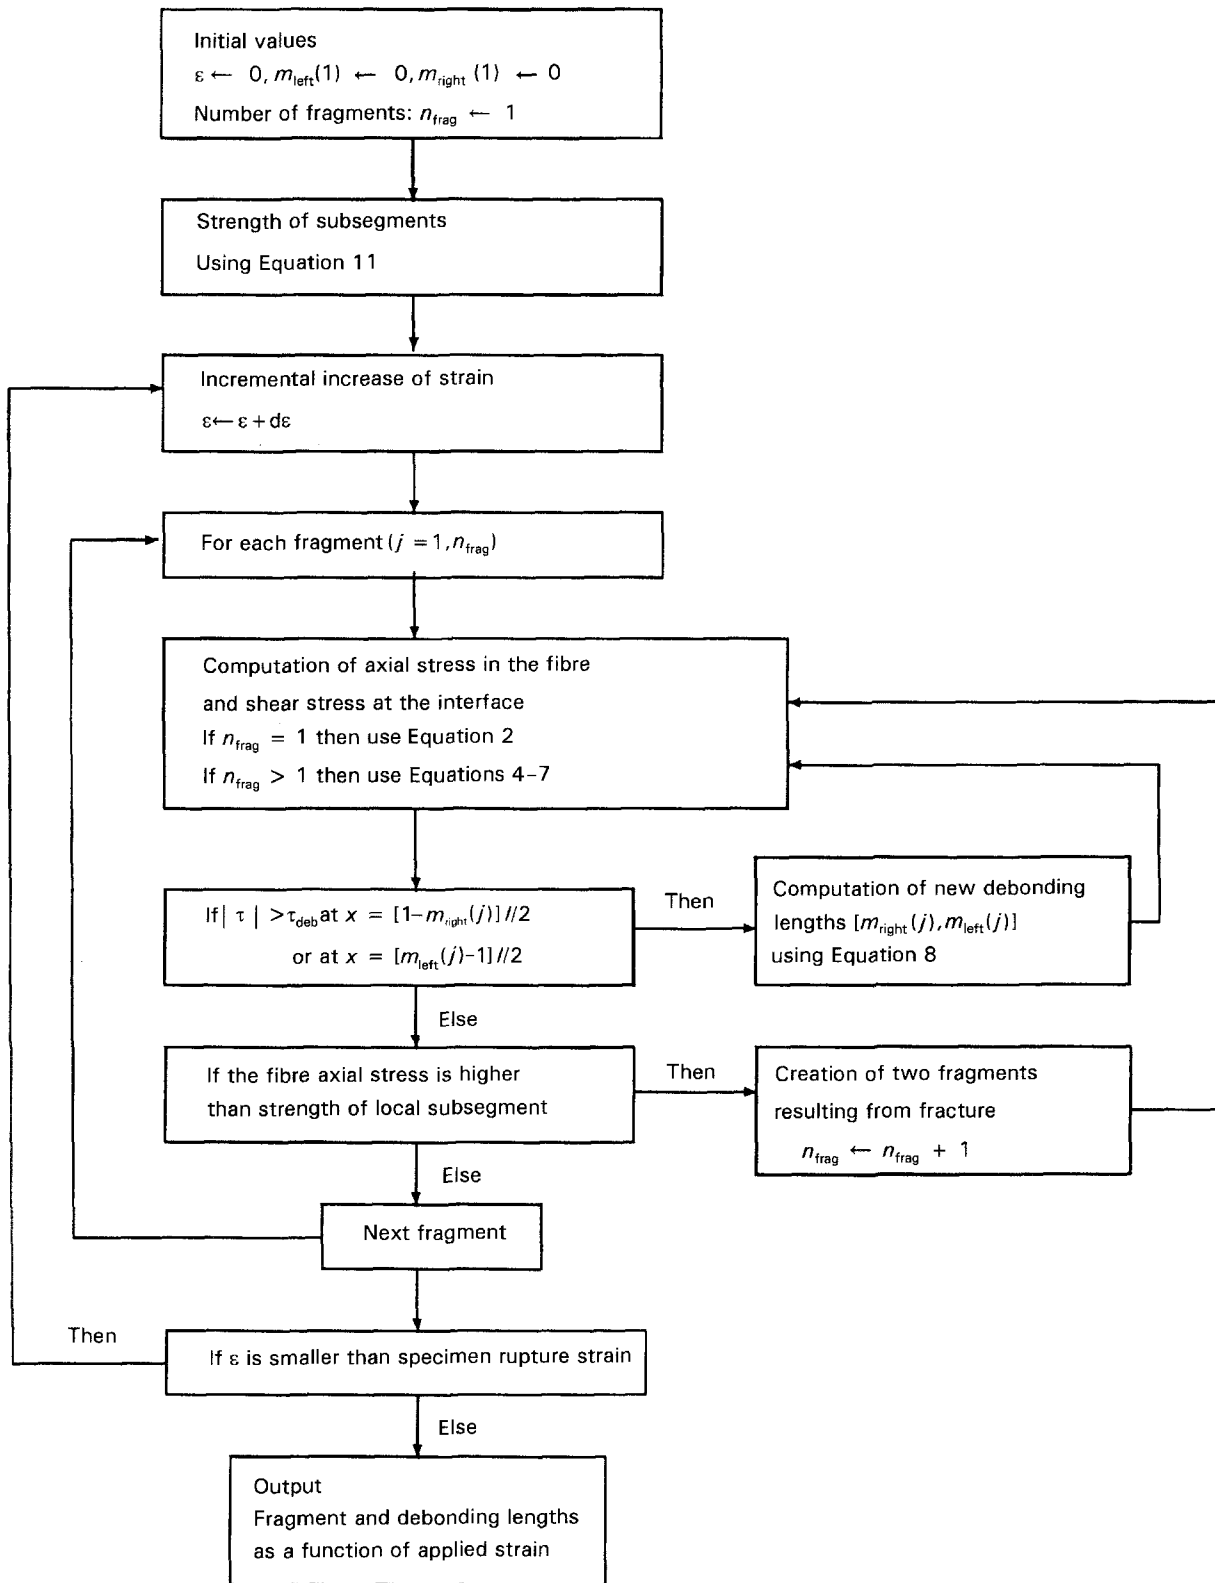 Initial values
ε ← 0, m_left(1) ← 0, m_right (1) ← 0
Number of fragments: n_frag ← 1
Strength of subsegments
Using Equation 11
Incremental increase of strain
ε ← ε + dε
For each fragment (j = 1, n_frag)
Computation of axial stress in the fibre
and shear stress at the interface
If n_frag = 1 then use Equation 2
If n_frag > 1 then use Equations 4–7
If | τ | > τ_deb at x = [1–m_right(j)]l/2
or at x = [m_left(j)–1]l/2
Then
Computation of new debonding
lengths [m_right(j), m_left(j)]
using Equation 8
Else
If the fibre axial stress is higher
than strength of local subsegment
Then
Creation of two fragments
resulting from fracture
n_frag ← n_frag + 1
Else
Next fragment
Then
If ε is smaller than specimen rupture strain
Else
Output
Fragment and debonding lengths
as a function of applied strain